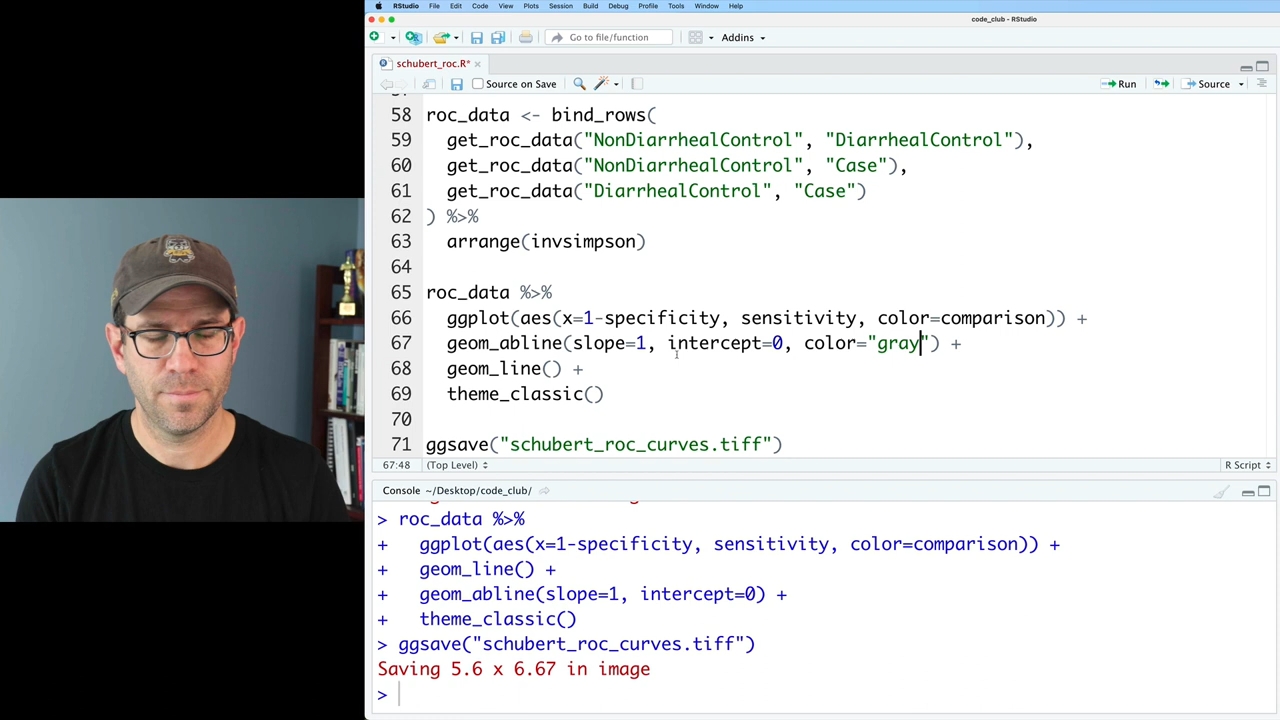 RStudio File Edit Code View Plots Session Build Debug Profile Tools Window Help
code_club - RStudio
Go to file/function Addins
schubert_roc.R*
Source on Save Run Source
58 roc_data <- bind_rows(
59 get_roc_data("NonDiarrhealControl", "DiarrhealControl"),
60 get_roc_data("NonDiarrhealControl", "Case"),
61 get_roc_data("DiarrhealControl", "Case")
62 ) %>%
63 arrange(invsimpson)
64
65 roc_data %>%
66 ggplot(aes(x=1-specificity, sensitivity, color=comparison)) +
67 geom_abline(slope=1, intercept=0, color="gray") +
68 geom_line() +
69 theme_classic()
70
71 ggsave("schubert_roc_curves.tiff")
67:48 (Top Level) R Script
Console ~/Desktop/code_club/
> roc_data %>%
+ ggplot(aes(x=1-specificity, sensitivity, color=comparison)) +
+ geom_line() +
+ geom_abline(slope=1, intercept=0) +
+ theme_classic()
> ggsave("schubert_roc_curves.tiff")
Saving 5.6 x 6.67 in image
>